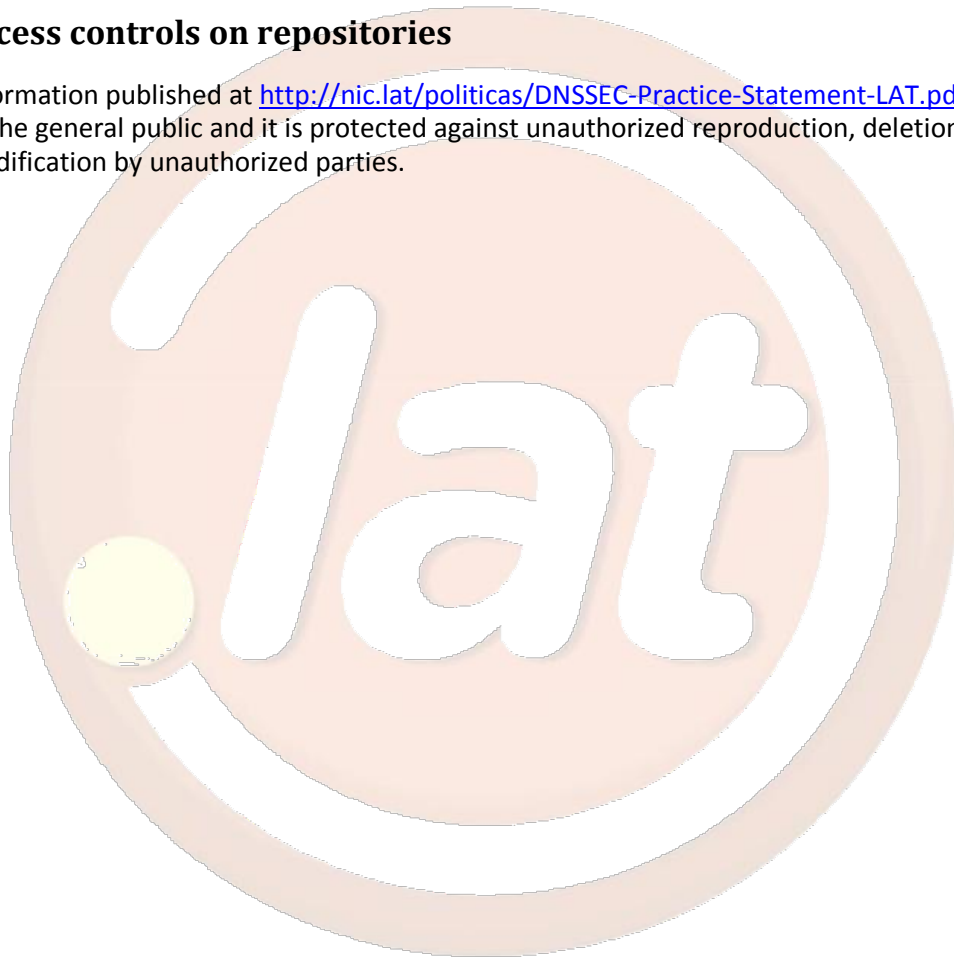 cess controls on repositories
ormation published at http://nic.lat/politicas/DNSSEC-Practice-Statement-LAT.pd
he general public and it is protected against unauthorized reproduction, deletion
dification by unauthorized parties.
.lat